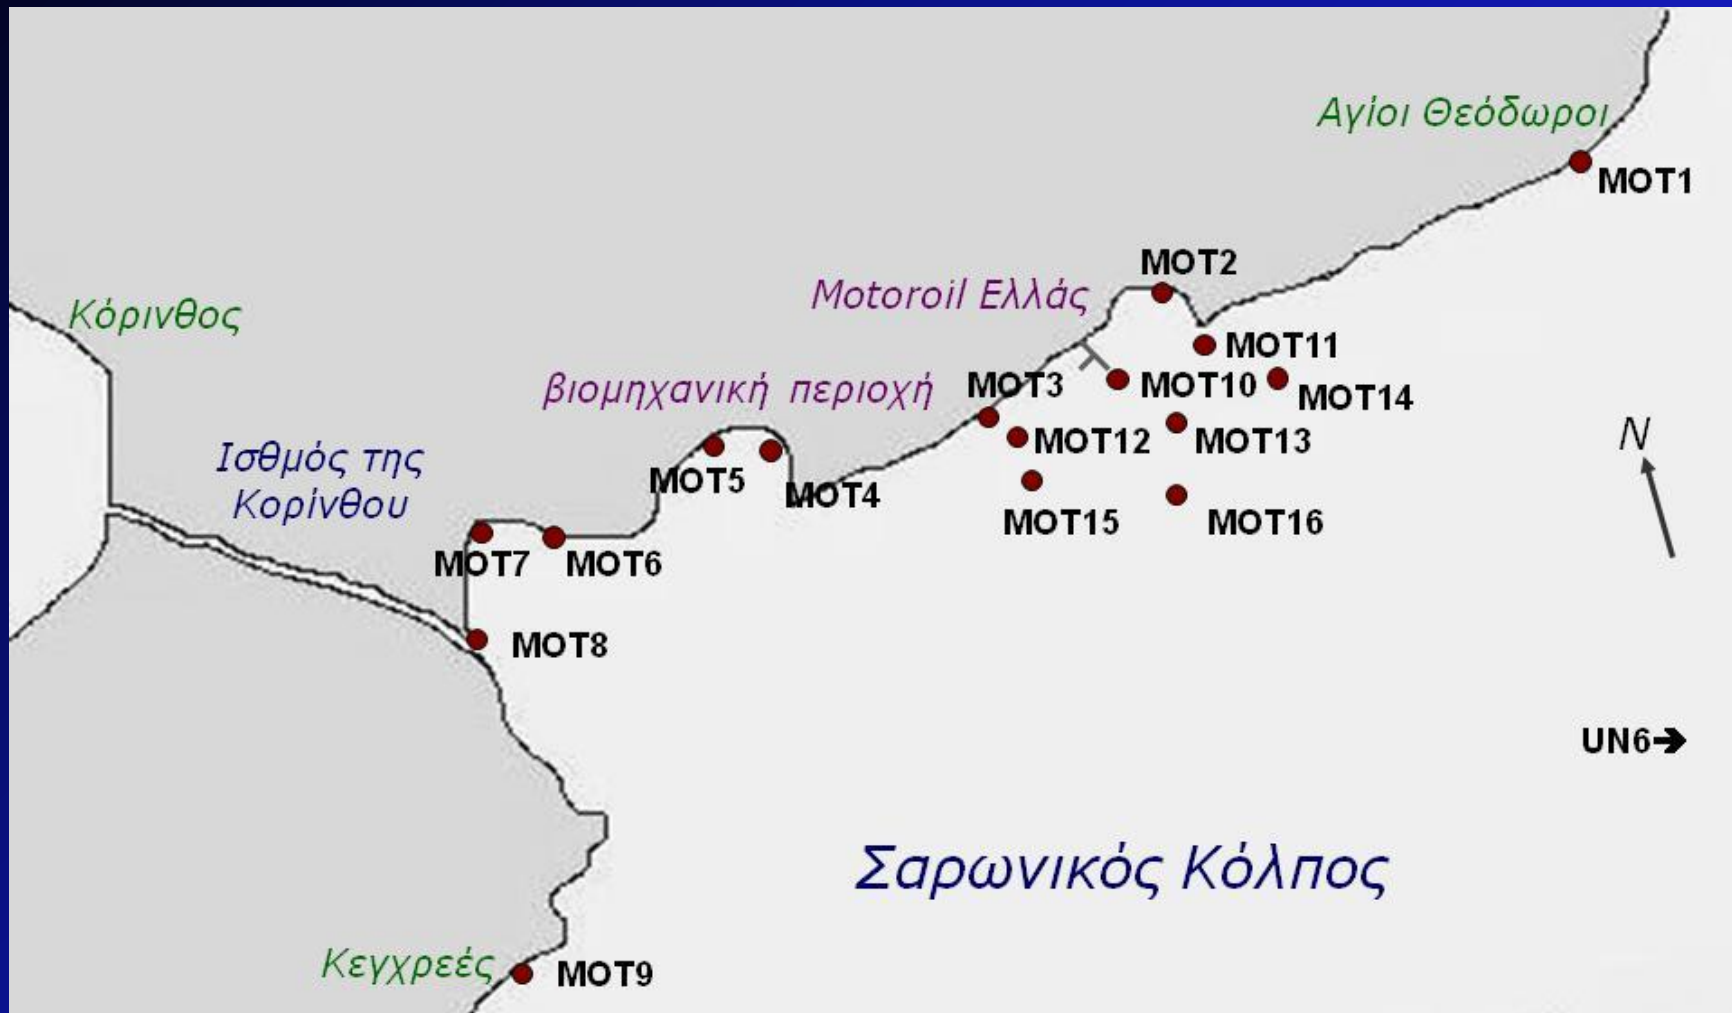 Αγίοι Θεόδωροι
MOT1
MOT2
Motoroil Ελλάς
Κόρινθος
MOT11
MOT3
MOT10
MOT14
βιομηχανική περιοχή
MOT12
MOT13
N
Ισθμός της
Κορίνθου
MOT5
MOT4
MOT15
MOT16
MOT7
MOT6
MOT8
UN6➔
Σαρωνικός Κόλπος
Κεγχρεές
MOT9